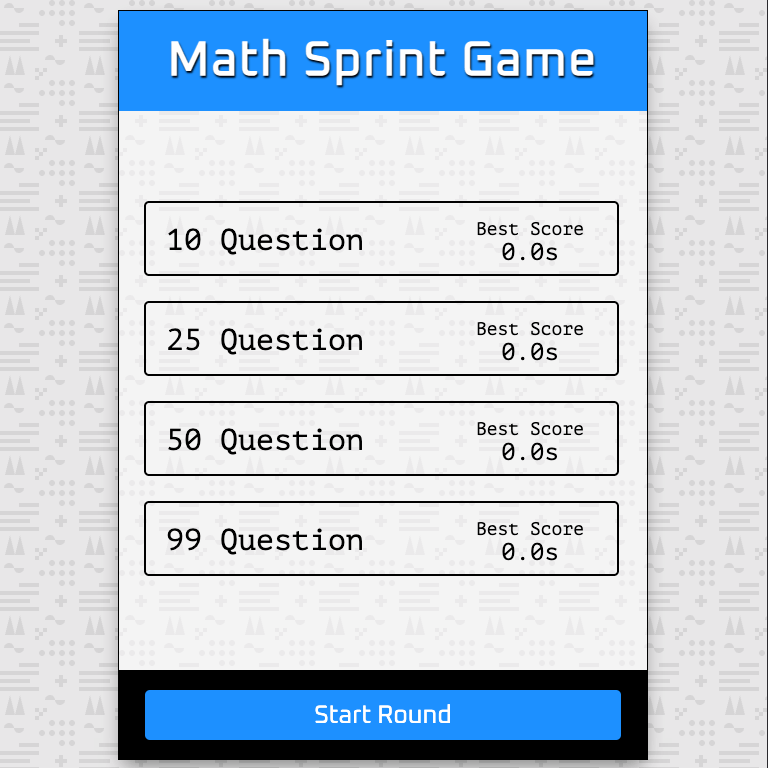 Math Sprint Game
10 Question
Best Score
0.0s
25 Question
Best Score
0.0s
50 Question
Best Score
0.0s
99 Question
Best Score
0.0s
Start Round